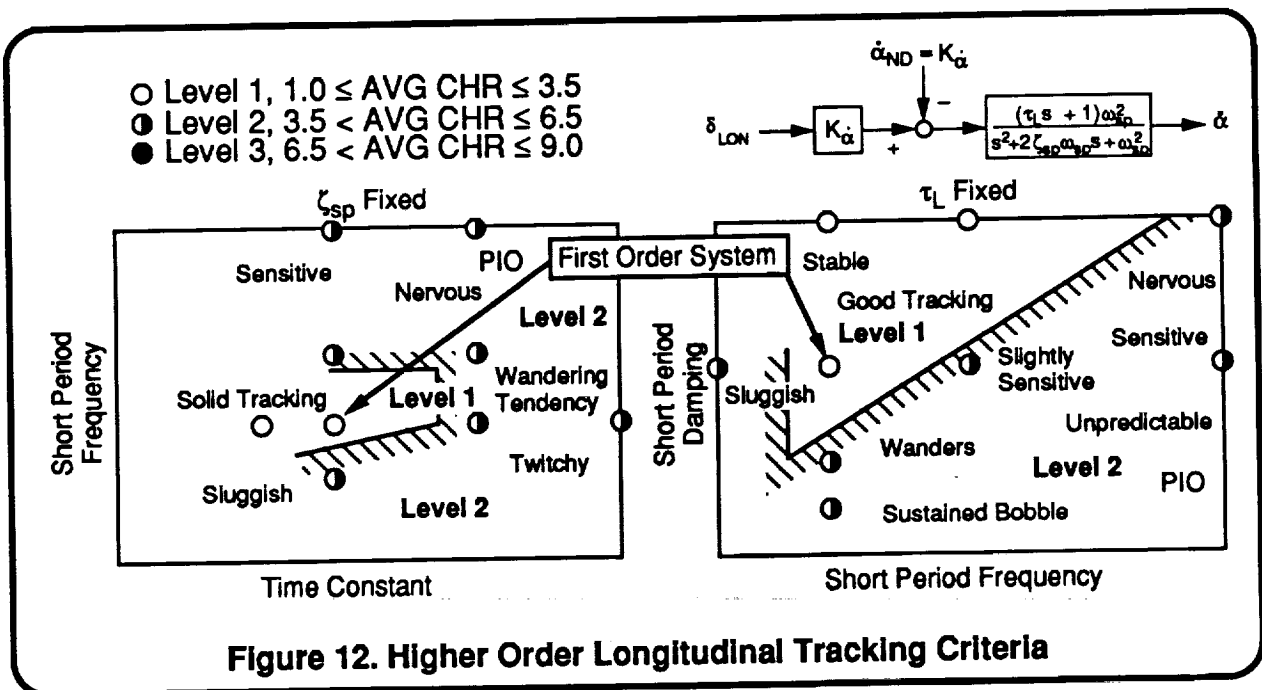 ○ Level 1, 1.0 ≤ AVG CHR ≤ 3.5
◑ Level 2, 3.5 < AVG CHR ≤ 6.5
● Level 3, 6.5 < AVG CHR ≤ 9.0
α̇ND = Kα̇
δLON
Kα̇
+
−
(τLs + 1)ω²sp
s²+2ζspωsps + ω²sp
α̇
ζsp Fixed
τL Fixed
First Order System
Sensitive
PIO
Nervous
Level 2
Solid Tracking
Level 1
Wandering
Tendency
Sluggish
Twitchy
Level 2
Short Period
Frequency
Time Constant
Stable
Good Tracking
Level 1
Nervous
Sensitive
Slightly
Sensitive
Sluggish
Unpredictable
Wanders
Level 2
PIO
Sustained Bobble
Short Period
Damping
Short Period Frequency
Figure 12. Higher Order Longitudinal Tracking Criteria